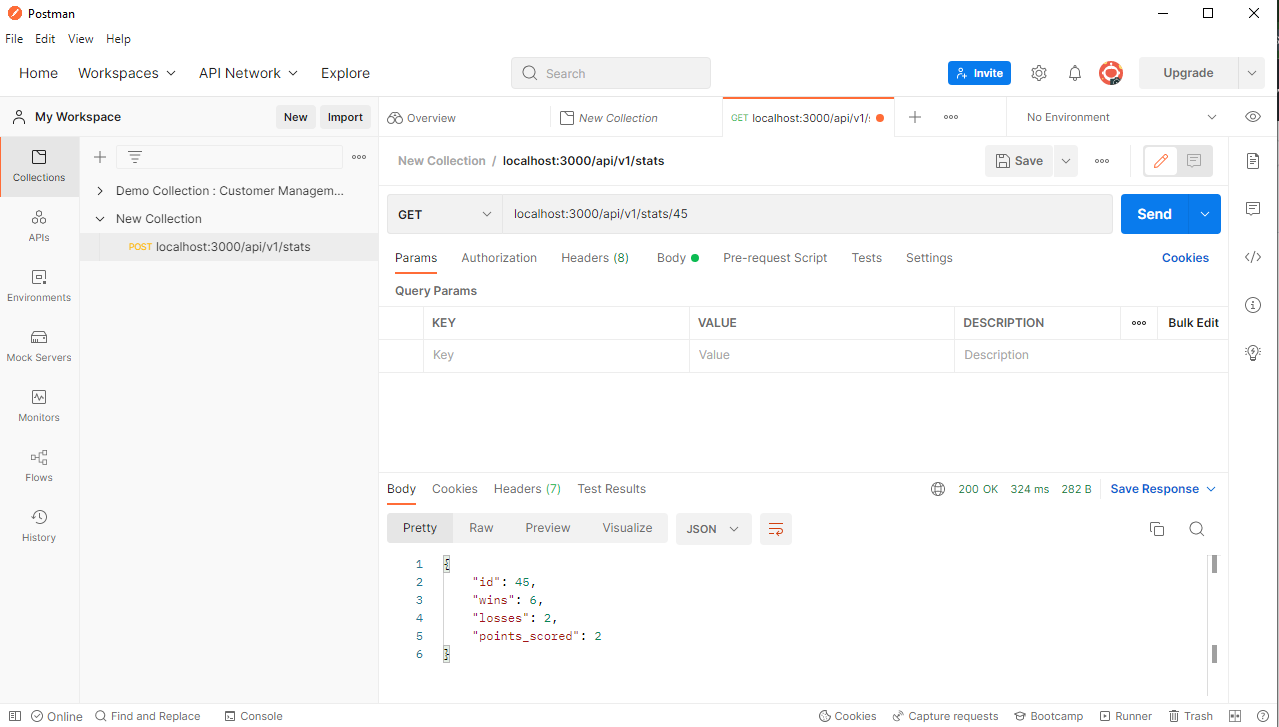 Postman
File Edit View Help
Home Workspaces API Network Explore Search Invite Upgrade
My Workspace New Import Overview New Collection GET localhost:3000/api/v1/s No Environment
Collections
APIs
Environments
Mock Servers
Monitors
Flows
History
Demo Collection : Customer Managem...
New Collection
POST localhost:3000/api/v1/stats
New Collection / localhost:3000/api/v1/stats Save
GET localhost:3000/api/v1/stats/45 Send
Params Authorization Headers (8) Body Pre-request Script Tests Settings Cookies
Query Params
KEY VALUE DESCRIPTION Bulk Edit
Key Value Description
Body Cookies Headers (7) Test Results 200 OK 324 ms 282 B Save Response
Pretty Raw Preview Visualize JSON
1 {
2 "id": 45,
3 "wins": 6,
4 "losses": 2,
5 "points_scored": 2
6 }
Online Find and Replace Console Cookies Capture requests Bootcamp Runner Trash